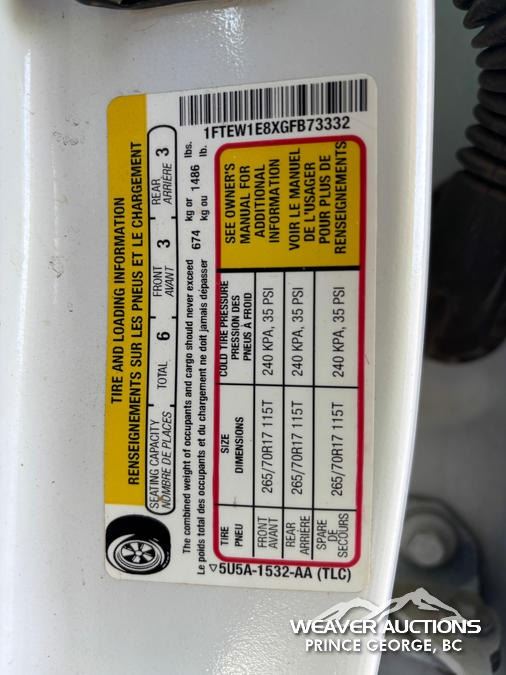 TIRE AND LOADING INFORMATION
RENSEIGNEMENTS SUR LES PNEUS ET LE CHARGEMENT
SEATING CAPACITY TOTAL 6 FRONT 3 REAR 3
NOMBRE DE PLACES AVANT ARRIÈRE
The combined weight of occupants and cargo should never exceed 674 kg or 1486 lbs.
Le poids total des occupants et du chargement ne doit jamais dépasser kg ou lb.
TIRE SIZE COLD TIRE PRESSURE
PNEU DIMENSIONS PRESSION DES
PNEUS À FROID
FRONT 265/70R17 115T 240 KPA, 35 PSI
AVANT
REAR 265/70R17 115T 240 KPA, 35 PSI
ARRIÈRE
SPARE 265/70R17 115T 240 KPA, 35 PSI
DE
SECOURS
SEE OWNER'S
MANUAL FOR
ADDITIONAL
INFORMATION
VOIR LE MANUEL
DE L'USAGER
POUR PLUS DE
RENSEIGNEMENTS
▽5U5A-1532-AA (TLC)
1FTEW1E8XGFB73332
WEAVER AUCTIONS
PRINCE GEORGE, BC